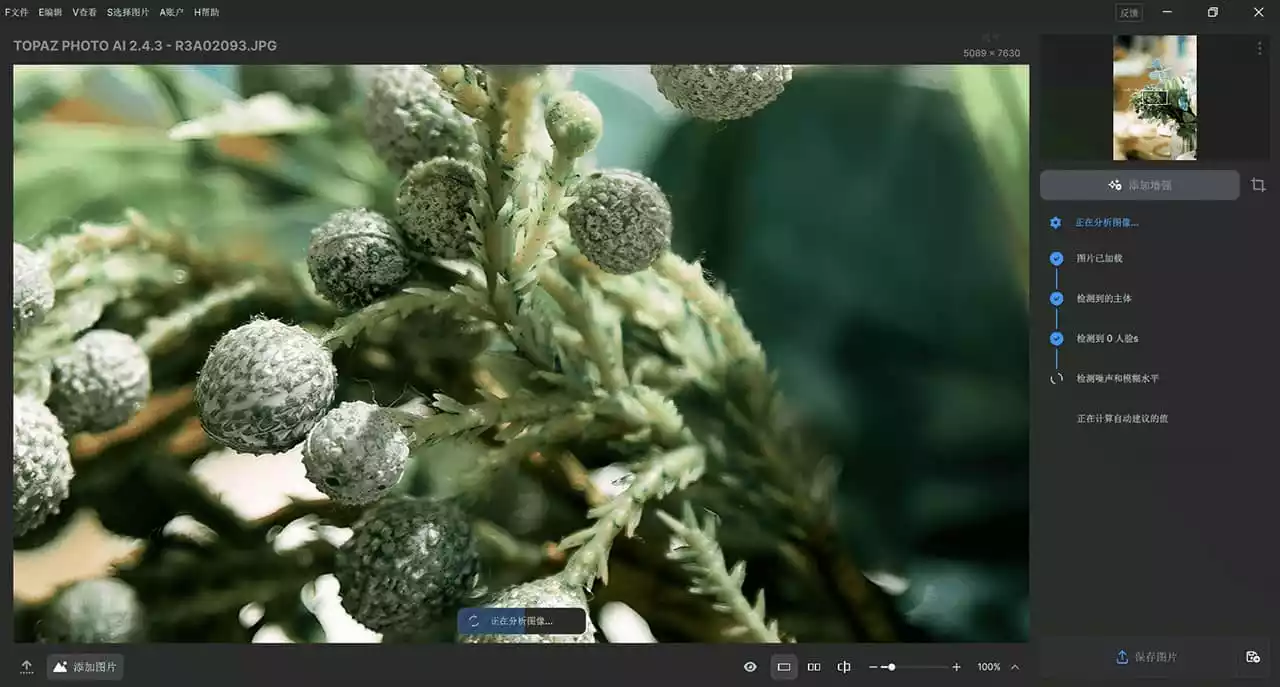 F文件 E编辑 V查看 S选择图片 A账户 H帮助
反馈
TOPAZ PHOTO AI 2.4.3 - R3A02093.JPG
5089 × 7630
添加增强
正在分析图像...
图片已加载
检测到的主体
检测到 0 人脸s
检测噪声和模糊水平
正在计算自动建议的值
正在分析图像...
添加图片
100%
保存图片